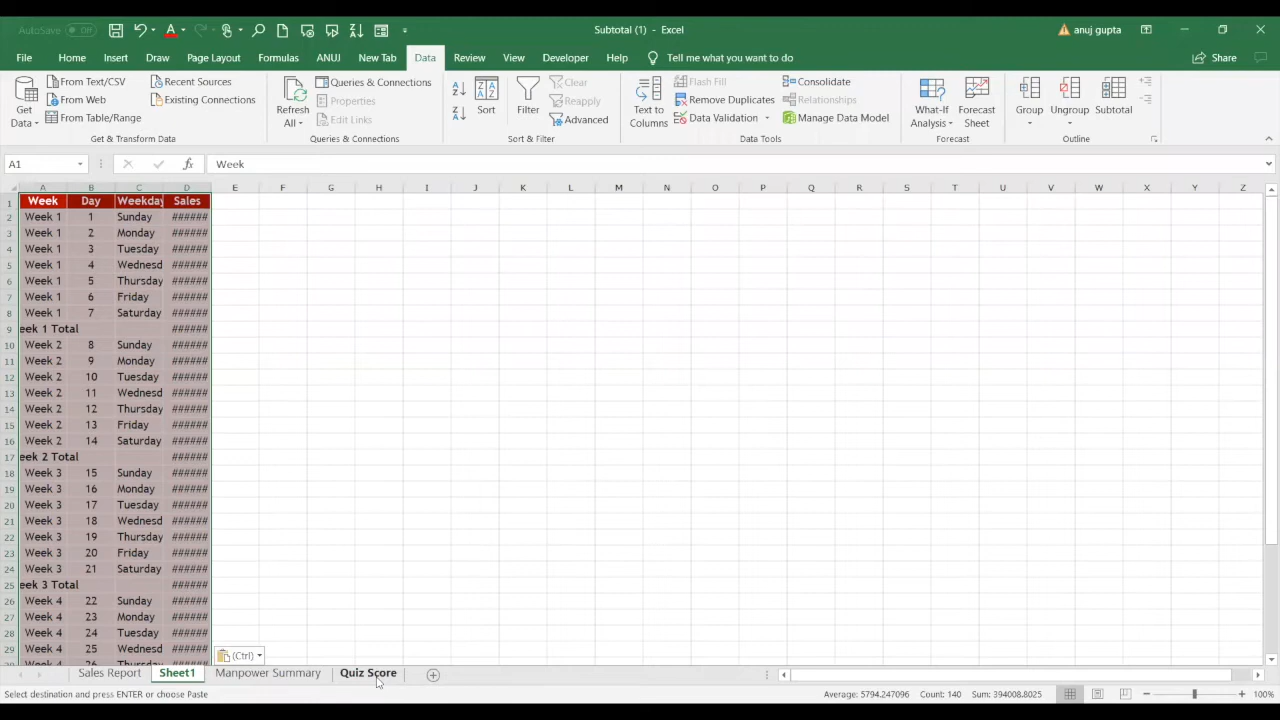 AutoSave Off Subtotal (1) - Excel anuj gupta
File Home Insert Draw Page Layout Formulas ANUJ New Tab Data Review View Developer Help Tell me what you want to do Share
Get Data From Text/CSV Recent Sources Refresh All Queries & Connections Sort Filter Clear Text to Columns Flash Fill Consolidate What-If Analysis Forecast Sheet Group Ungroup Subtotal
From Web Existing Connections Properties Reapply Remove Duplicates Relationships
From Table/Range Edit Links Advanced Data Validation Manage Data Model
Get & Transform Data Queries & Connections Sort & Filter Data Tools Forecast Outline
A1 fx Week
A B C D E F G H I J K L M N O P Q R S T U V W X Y Z
1 Week Day Weekday Sales
2 Week 1 1 Sunday ######
3 Week 1 2 Monday ######
4 Week 1 3 Tuesday ######
5 Week 1 4 Wednesd ######
6 Week 1 5 Thursday ######
7 Week 1 6 Friday ######
8 Week 1 7 Saturday ######
9 eek 1 Total ######
10 Week 2 8 Sunday ######
11 Week 2 9 Monday ######
12 Week 2 10 Tuesday ######
13 Week 2 11 Wednesd ######
14 Week 2 12 Thursday ######
15 Week 2 13 Friday ######
16 Week 2 14 Saturday ######
17 eek 2 Total ######
18 Week 3 15 Sunday ######
19 Week 3 16 Monday ######
20 Week 3 17 Tuesday ######
21 Week 3 18 Wednesd ######
22 Week 3 19 Thursday ######
23 Week 3 20 Friday ######
24 Week 3 21 Saturday ######
25 eek 3 Total ######
26 Week 4 22 Sunday ######
27 Week 4 23 Monday ######
28 Week 4 24 Tuesday ######
29 Week 4 25 Wednesd ######
30 Week 4 26 Thursday ######
(Ctrl)
Sales Report Sheet1 Manpower Summary Quiz Score
Select destination and press ENTER or choose Paste Average: 5794.247096 Count: 140 Sum: 394008.8025 100%